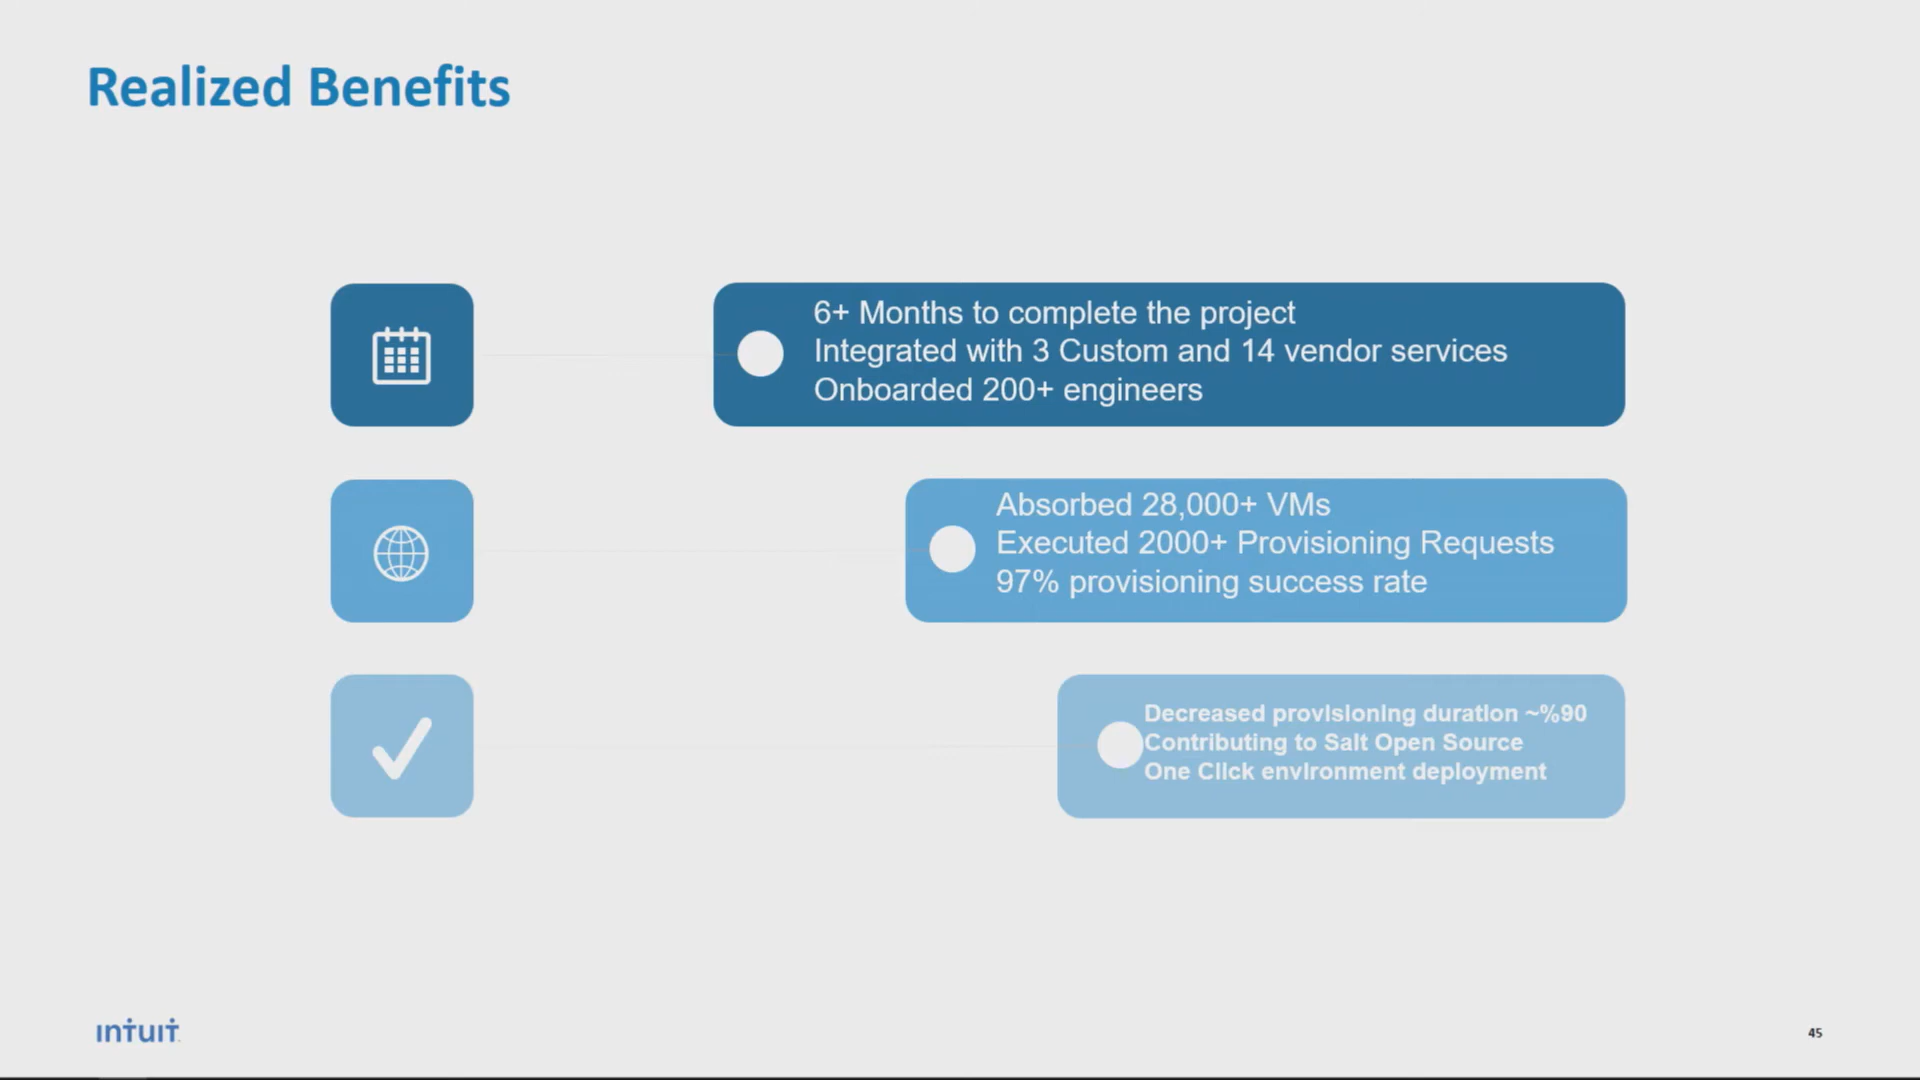 Realized Benefits
6+ Months to complete the project
Integrated with 3 Custom and 14 vendor services
Onboarded 200+ engineers
Absorbed 28,000+ VMs
Executed 2000+ Provisioning Requests
97% provisioning success rate
Decreased provisioning duration ~%90
Contributing to Salt Open Source
One Click environment deployment
intuit
45